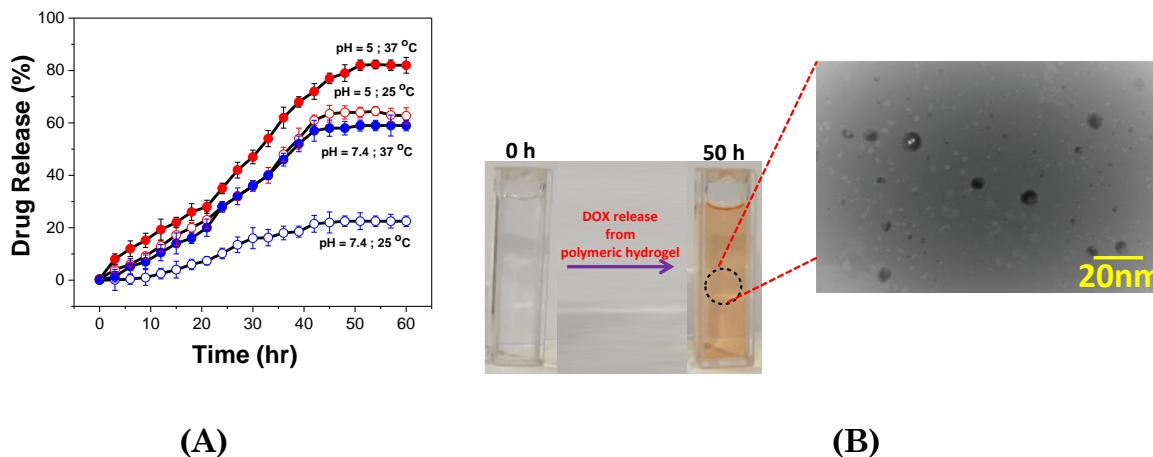 Drug Release (%)
100
80
60
40
20
0
pH = 5 ; 37 °C
pH = 5 ; 25 °C
pH = 7.4 ; 37 °C
pH = 7.4 ; 25 °C
0 10 20 30 40 50 60
Time (hr)
0 h
50 h
DOX release
from
polymeric hydrogel
20nm
(A)
(B)